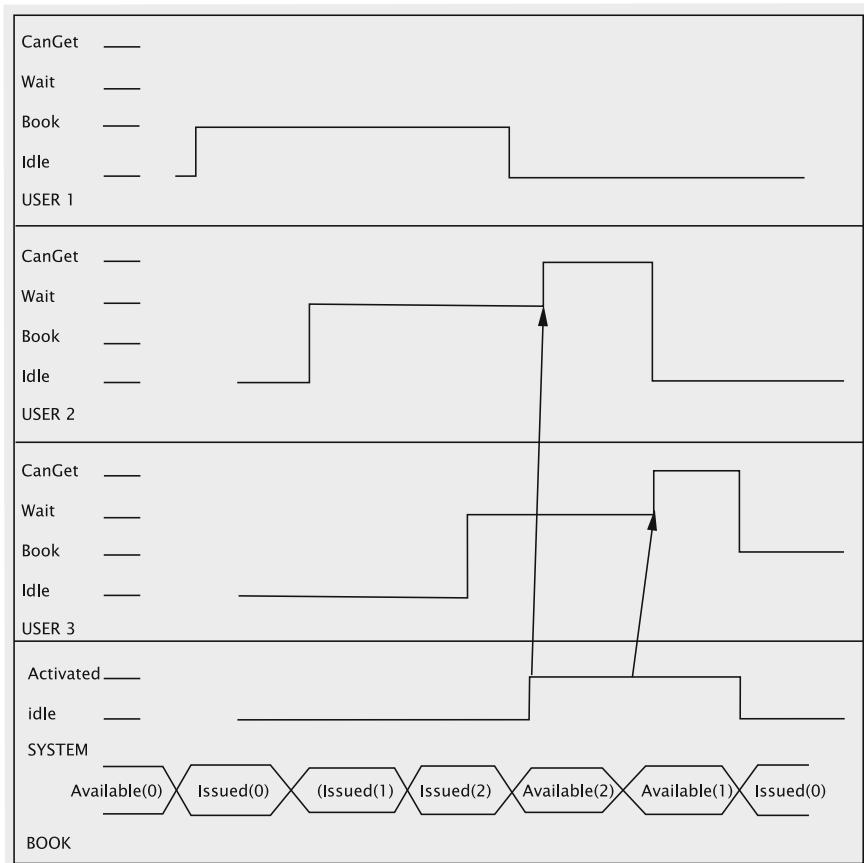 CanGet
Wait
Book
Idle
USER 1
CanGet
Wait
Book
Idle
USER 2
CanGet
Wait
Book
Idle
USER 3
Activated
idle
SYSTEM
Available(0) Issued(0) (Issued(1) Issued(2) Available(2) Available(1) Issued(0)
BOOK